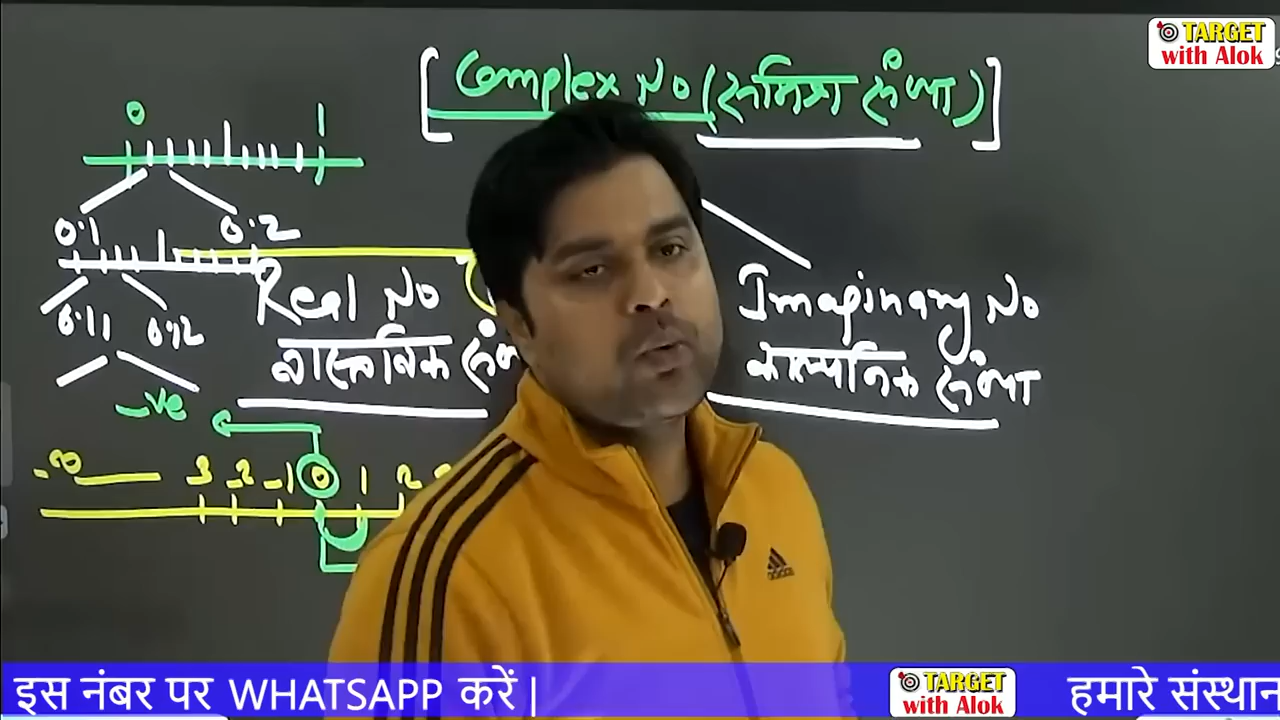 TARGET
with Alok
[Complex No (सम्मिश्र संख्या)]
0 1
0.1 0.2
0.11 0.12
Real No
वास्तविक
Imaginary No
काल्पनिक संख्या
-ve
-∞ 3 -2 -1 0 1 2
adidas
इस नंबर पर WHATSAPP करें |
TARGET
with Alok
हमारे संस्थान